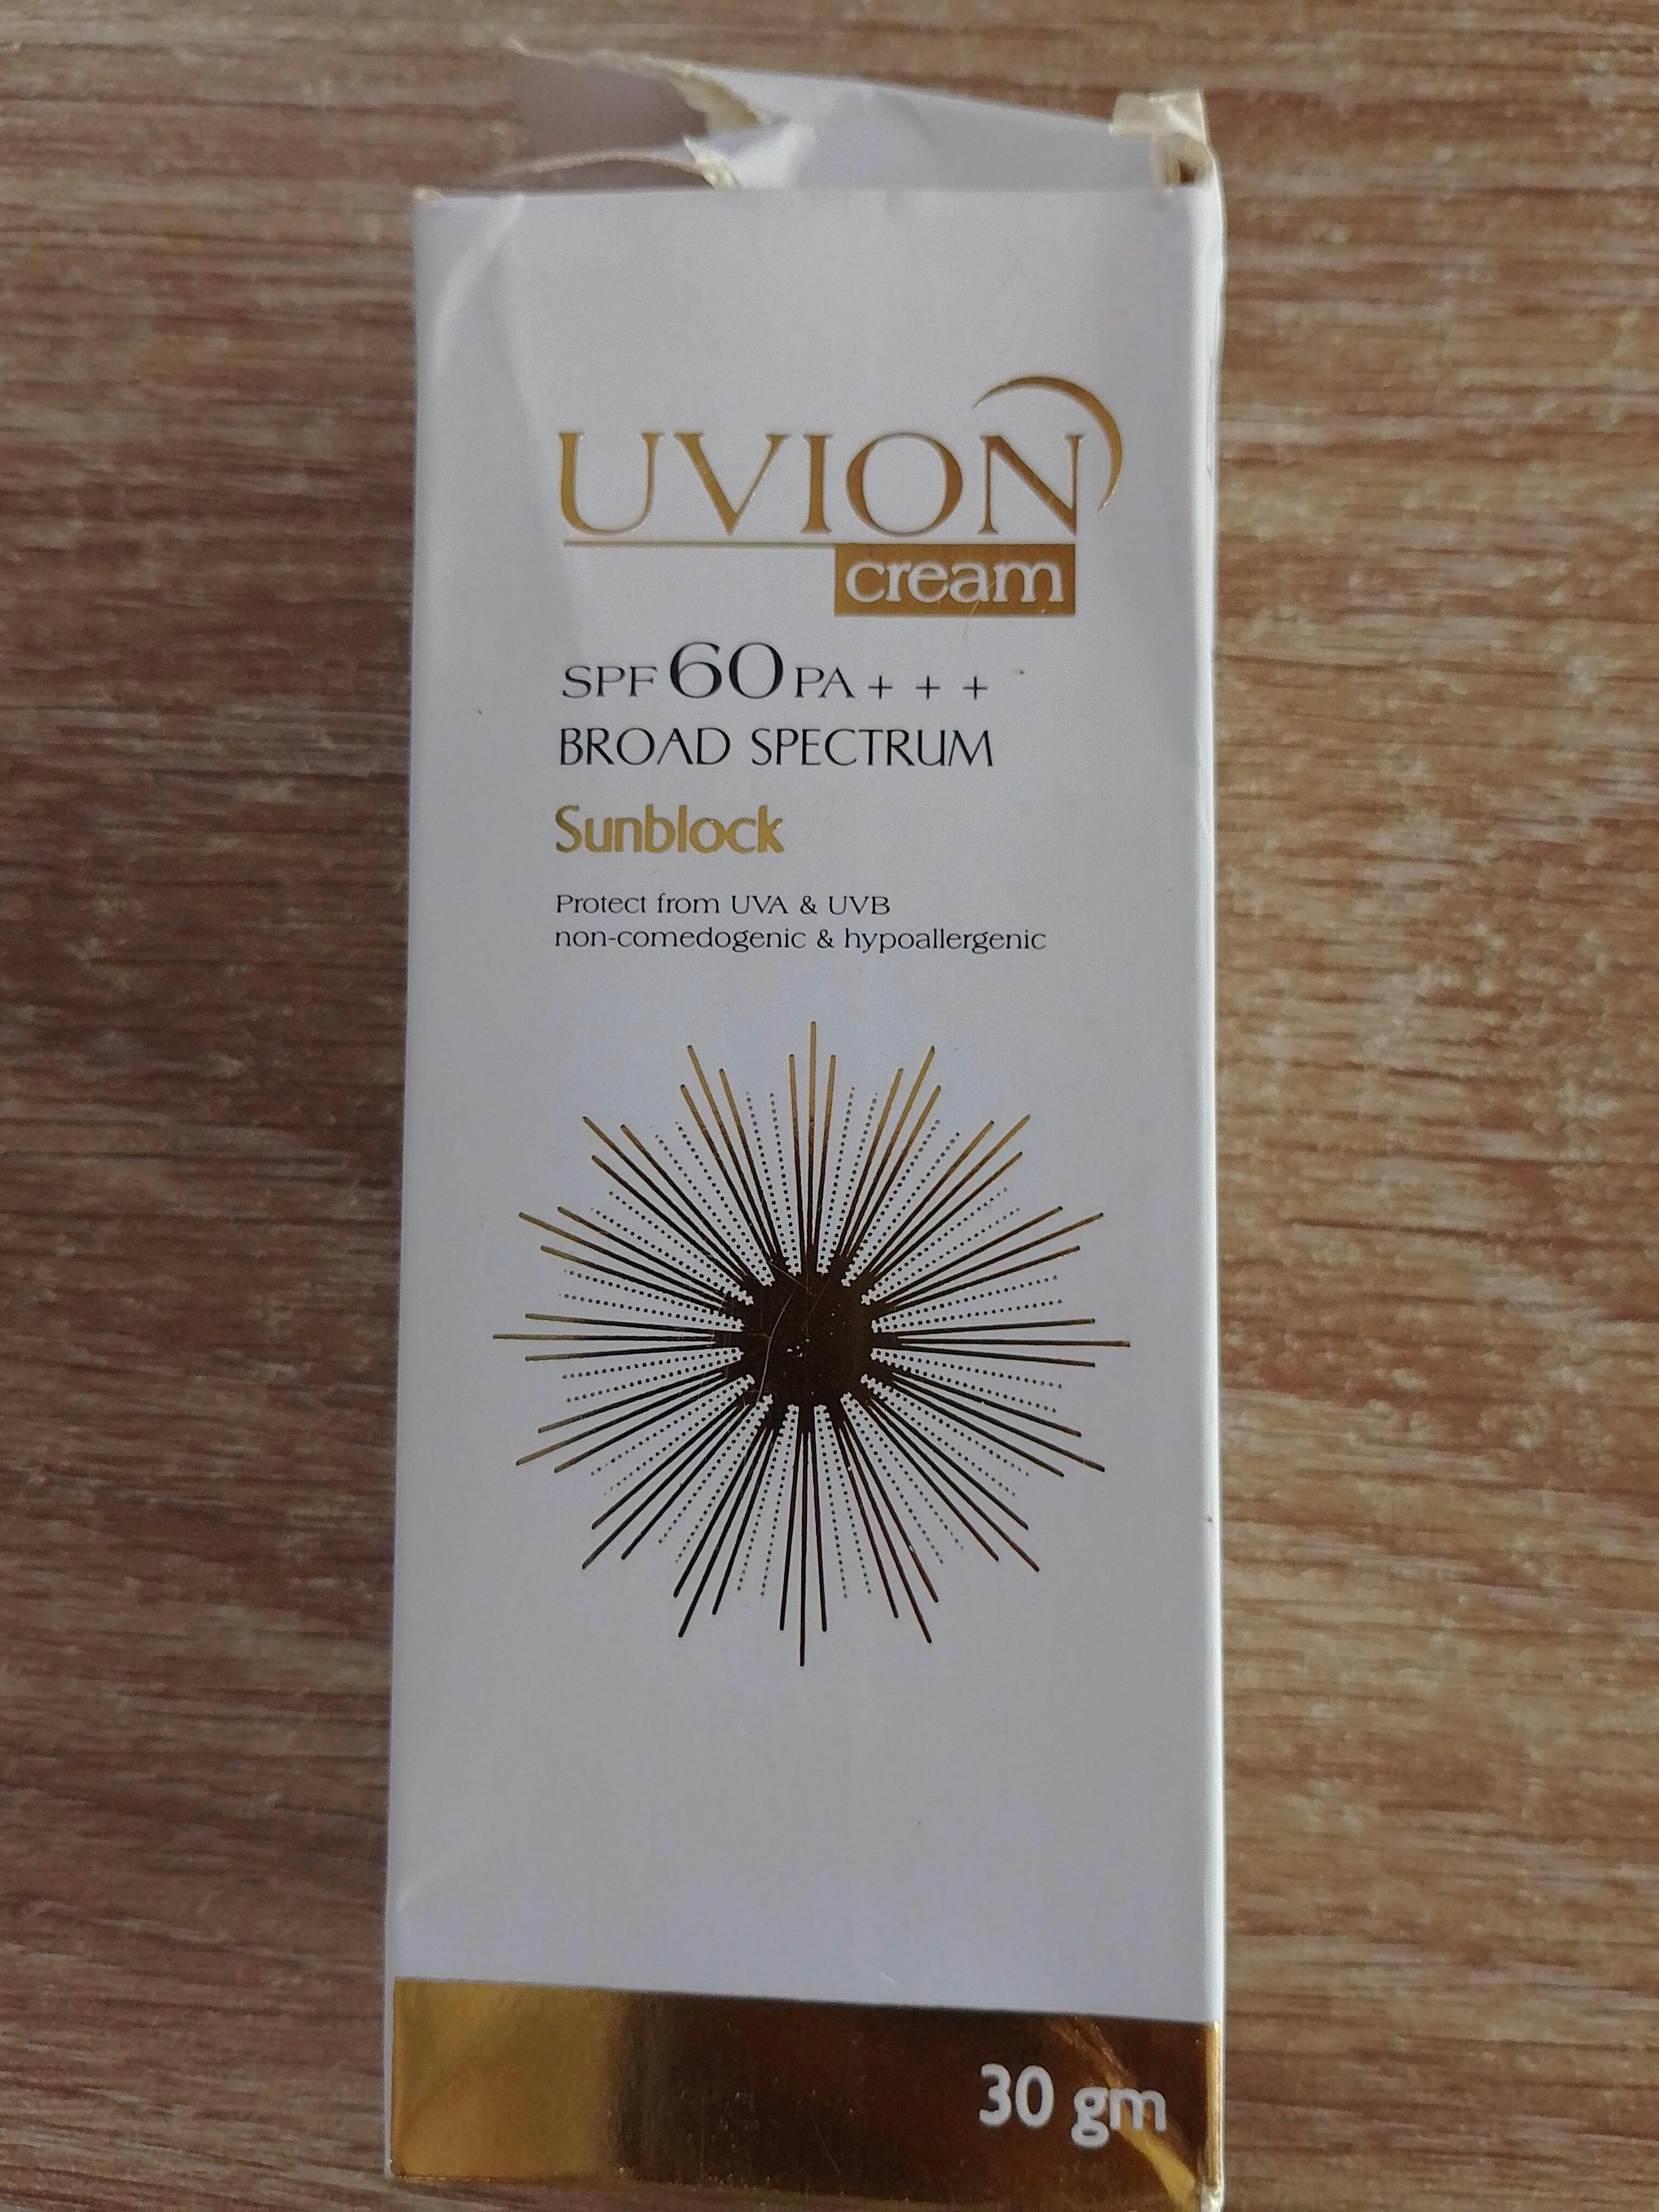 UVION
cream
SPF 60 PA + + +
BROAD SPECTRUM
Sunblock
Protect from UVA & UVB
non-comedogenic & hypoallergenic
30 gm